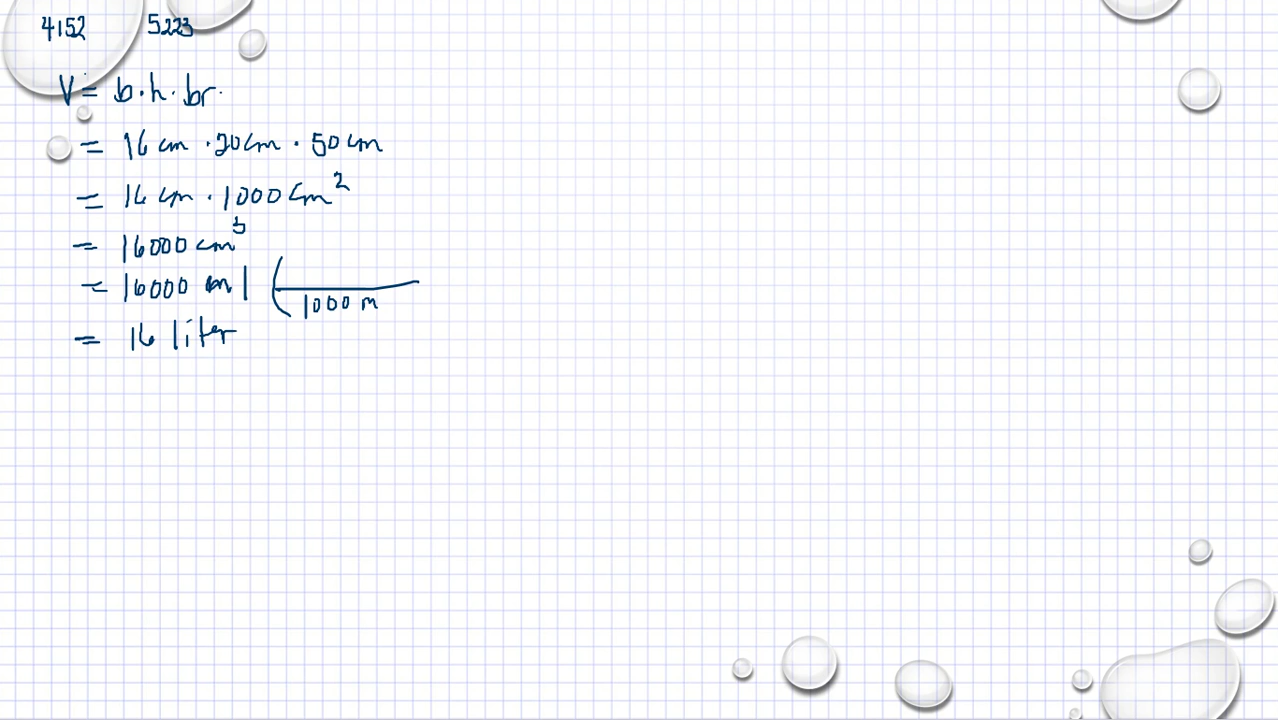 4152 5223
V = b · h · br.
= 16 cm · 20 cm · 50 cm
= 16 cm · 1000 cm²
= 16000 cm³
= 16000 ml ( ―
1000 m
= 16 liter